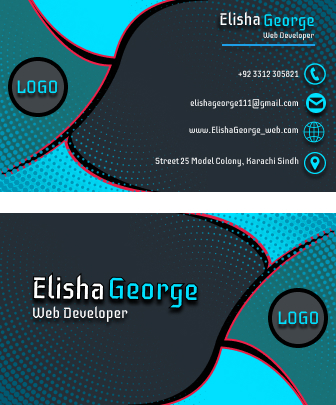 Elisha George
Web Developer
LOGO
+92 3312 305821
elishageorge111@gmail.com
www.ElishaGeorge_web.com
Street 25 Model Colony, Karachi Sindh
Elisha George
Web Developer
LOGO